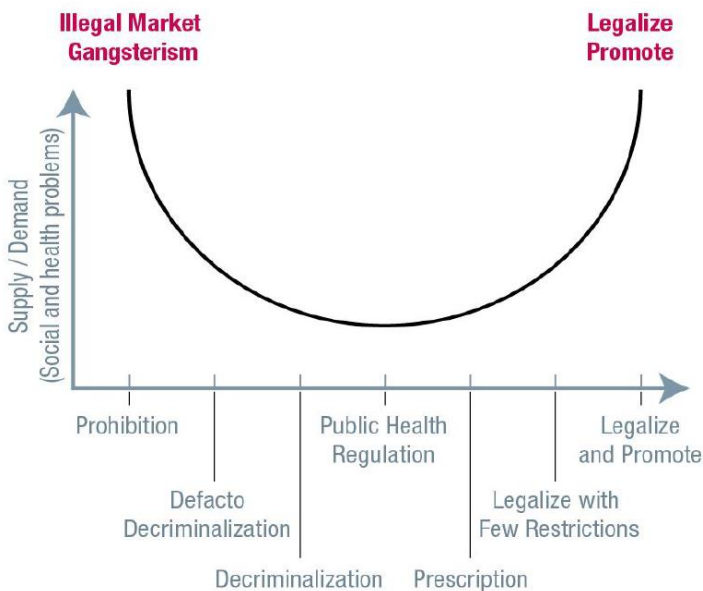 Illegal Market
Gangsterism
Legalize
Promote
Supply / Demand
(Social and health problems)
Prohibition
Public Health
Regulation
Legalize
and Promote
Defacto
Decriminalization
Legalize with
Few Restrictions
Decriminalization
Prescription